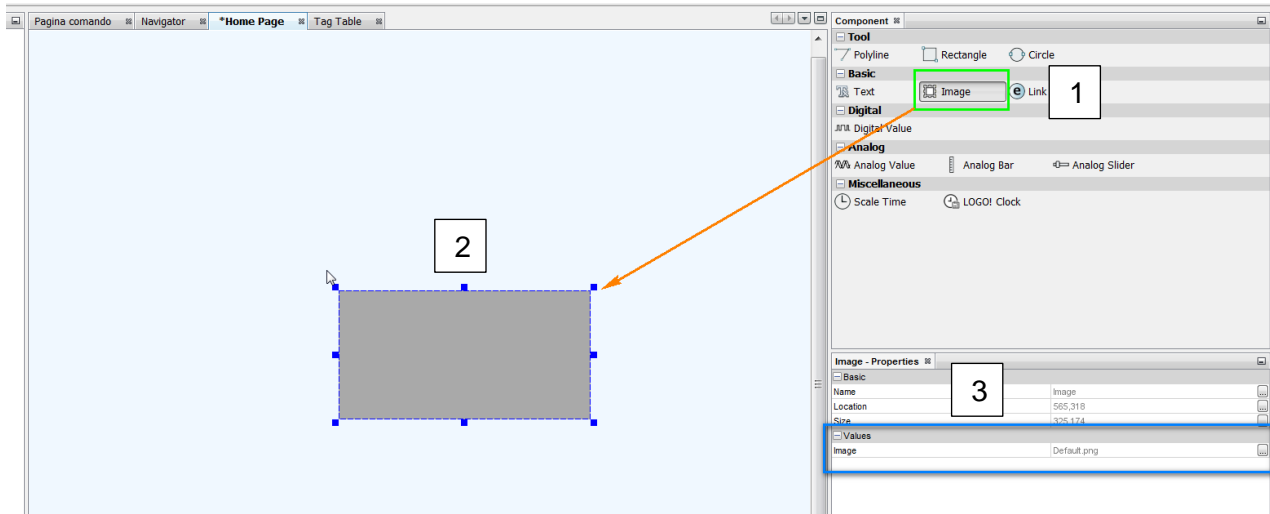 Pagina comando Navigator *Home Page Tag Table
Component
Tool
Polyline Rectangle Circle
Basic
Text Image e Link
1
Digital
Digital Value
Analog
Analog Value Analog Bar Analog Slider
Miscellaneous
Scale Time LOGO! Clock
2
Image - Properties
Basic
3
Name Image ...
Location 565,318 ...
Size 325,174 ...
Values
Image Default.png ...